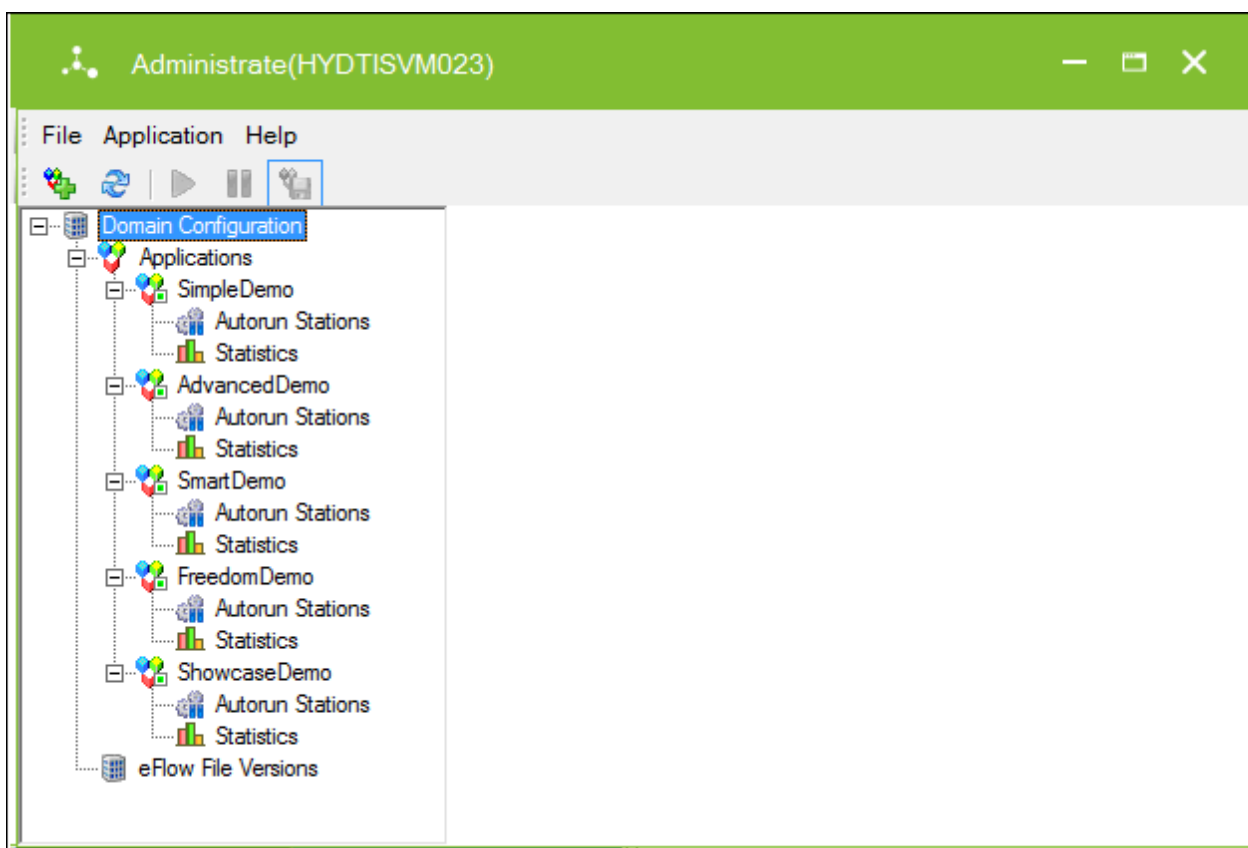 Administrate(HYDTISVM023)
File Application Help
Domain Configuration
Applications
SimpleDemo
Autorun Stations
Statistics
AdvancedDemo
Autorun Stations
Statistics
SmartDemo
Autorun Stations
Statistics
FreedomDemo
Autorun Stations
Statistics
ShowcaseDemo
Autorun Stations
Statistics
eFlow File Versions